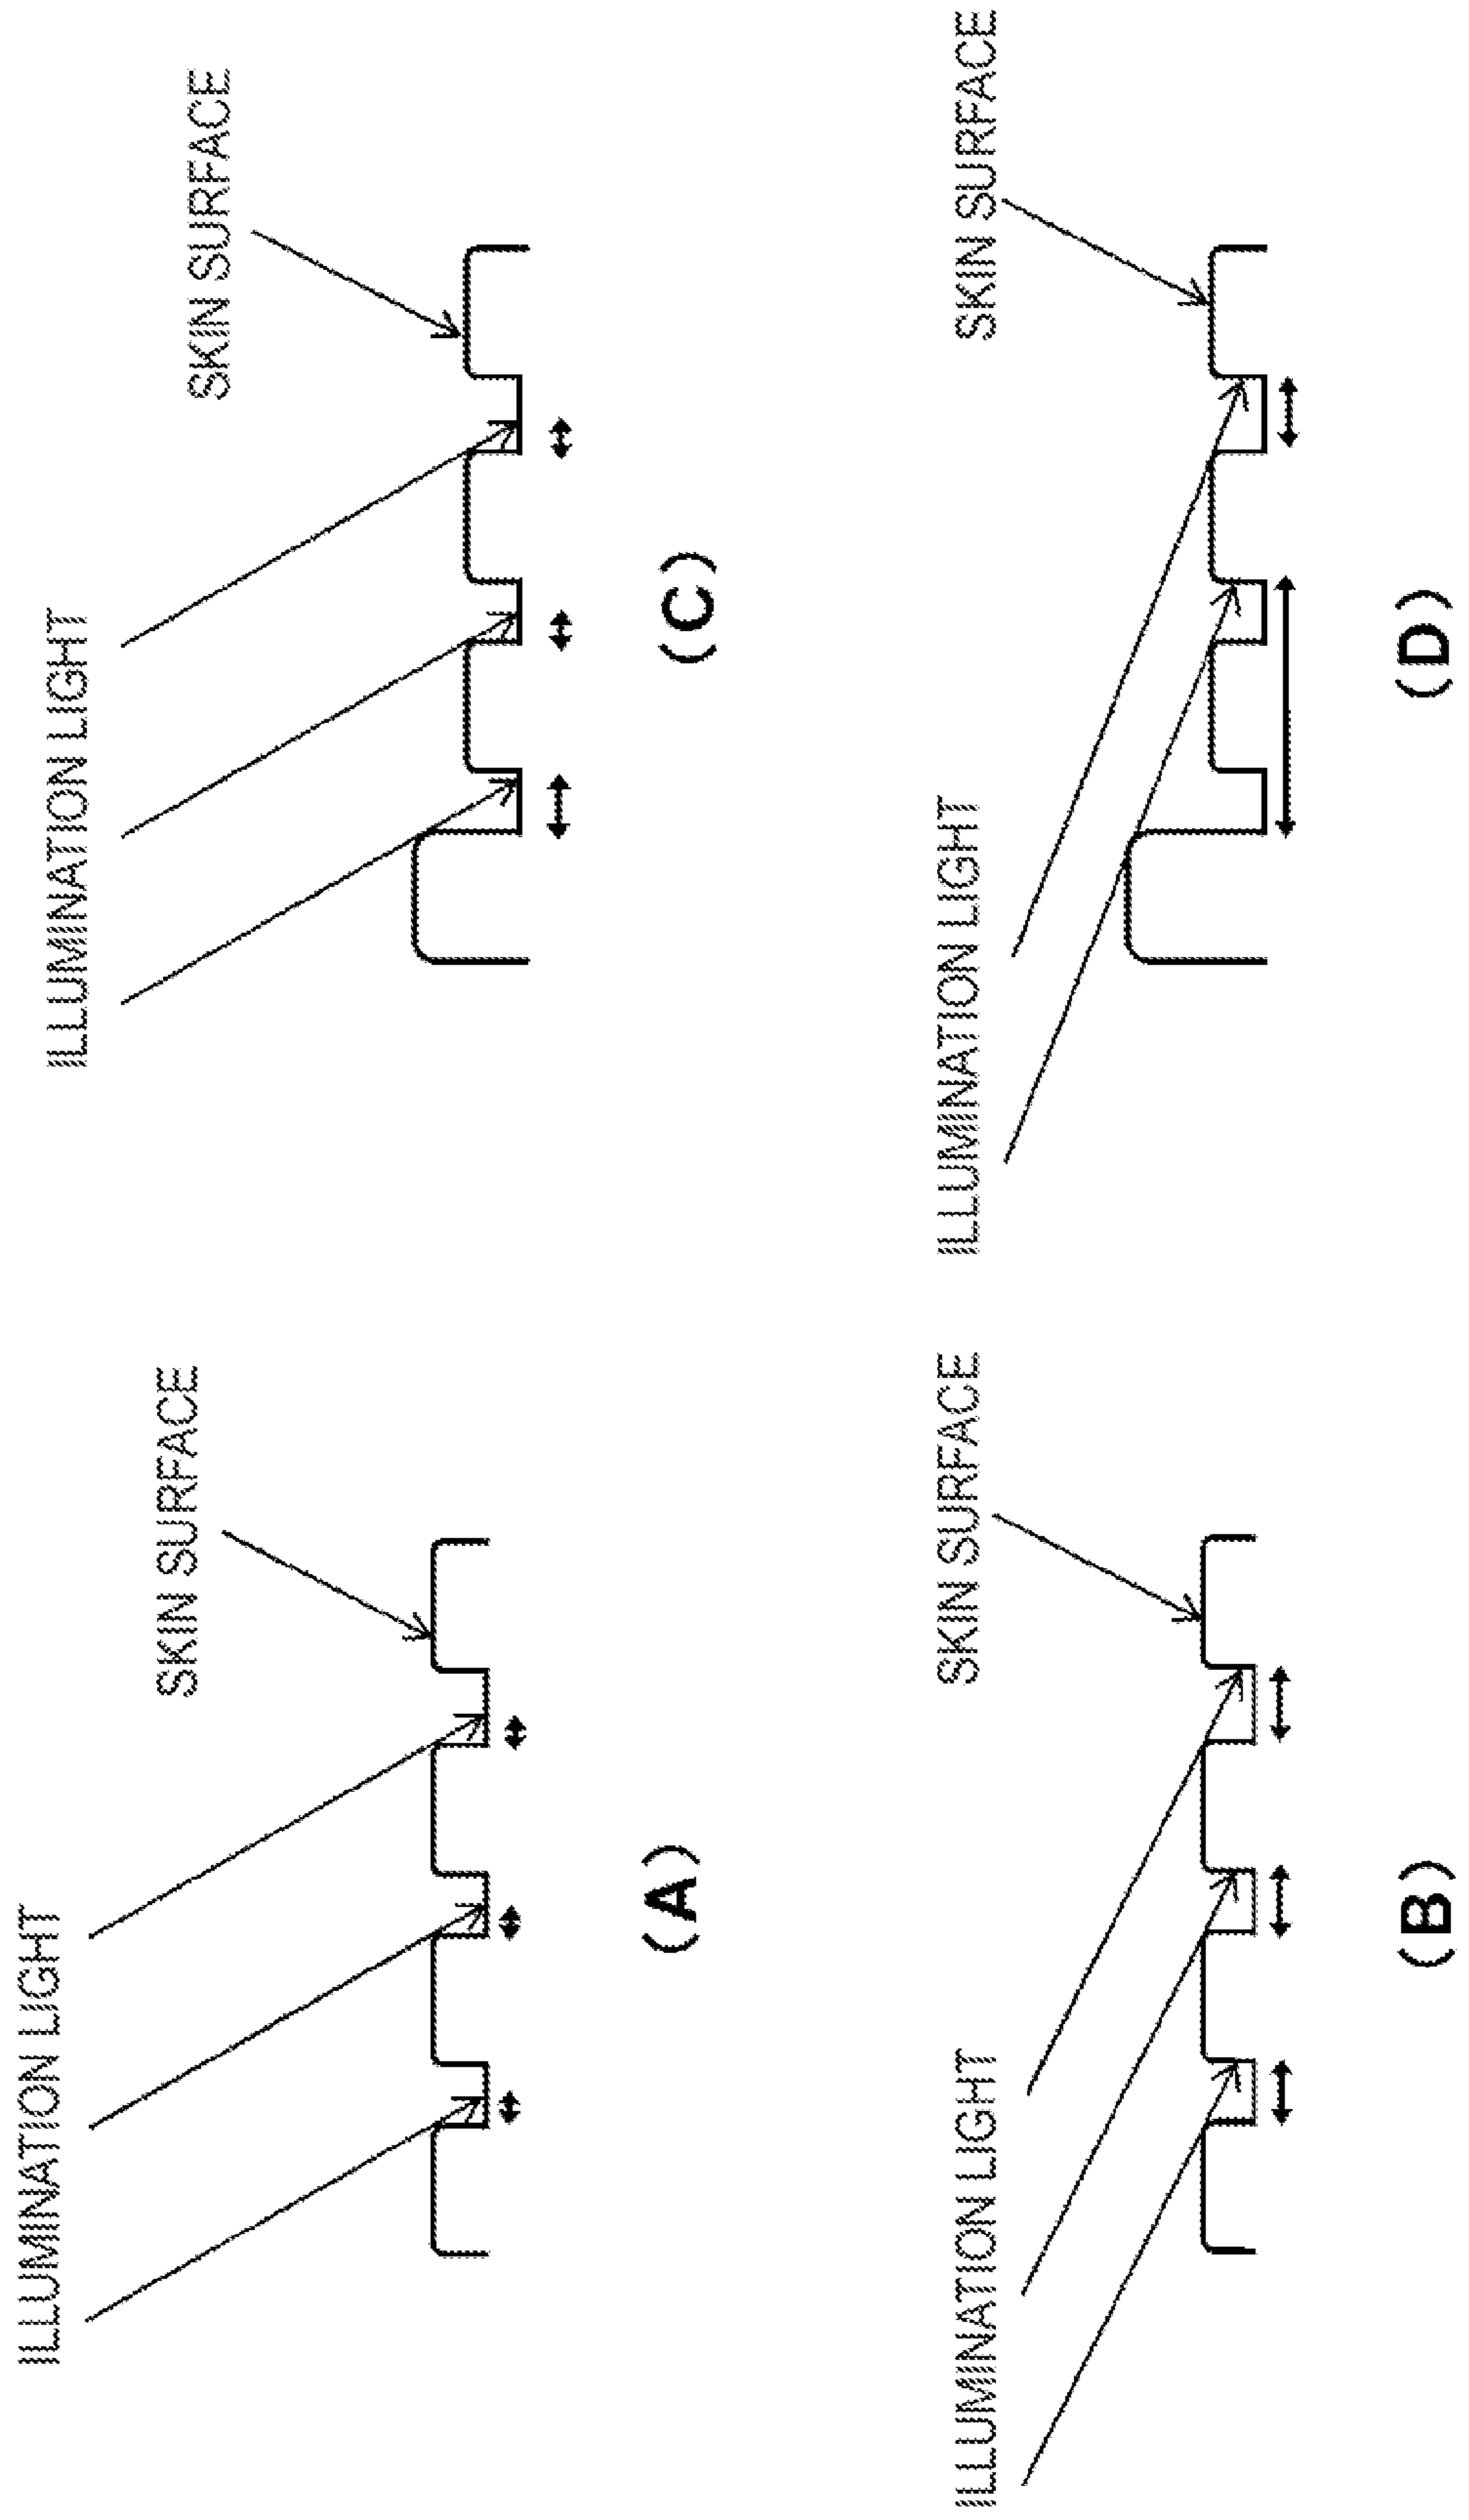 ILLUMINATION LIGHT
SKIN SURFACE
(A)
ILLUMINATION LIGHT
SKIN SURFACE
(B)
ILLUMINATION LIGHT
SKIN SURFACE
(C)
ILLUMINATION LIGHT
SKIN SURFACE
(D)